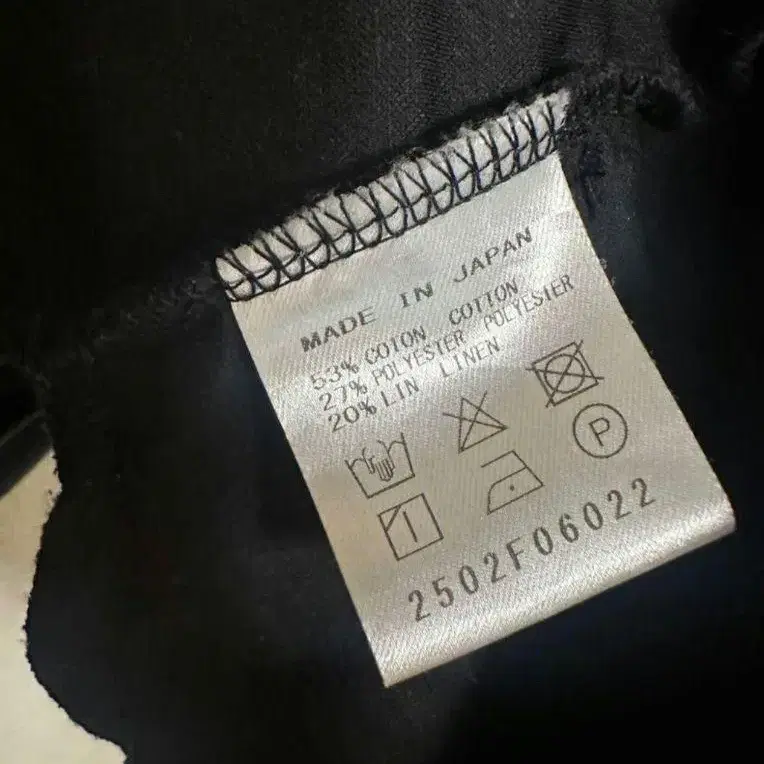 MADE IN JAPAN
53% COTON COTTON
27% POLYESTER POLYESTER
20% LIN LINEN
P
2502F06022